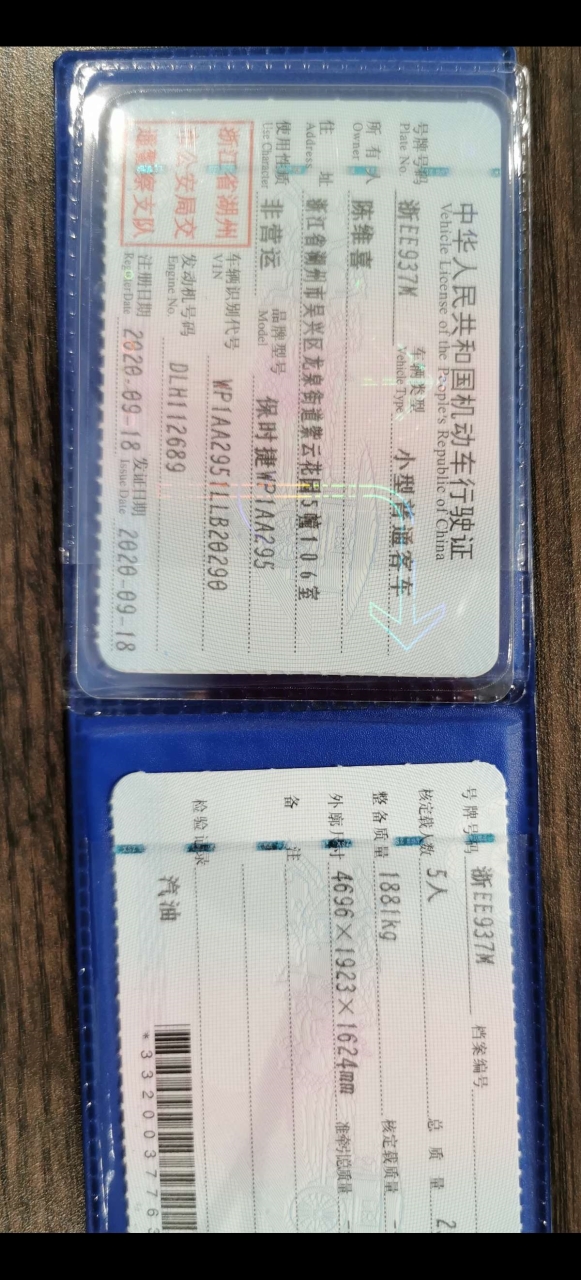 中华人民共和国机动车行驶证
Vehicle License of the People's Republic of China
号牌号码 浙EE937M 车辆类型 小型普通客车
Plate No. Vehicle Type
所有人 陈维喜
Owner
住址 浙江省湖州市吴兴区龙泉街道紫云花园5幢106室
Address
使用性质 非营运 品牌型号 保时捷WP1AA295
Use Character Model
浙江省湖州
市公安局交
通警察支队
车辆识别代号 WP1AA2951LLB20290
VIN
发动机号码 DLH112689
Engine No.
注册日期 2020-09-18 发证日期 2020-09-18
Register Date Issue Date
号牌号码 浙EE937M 档案编号
核定载人数 5人 总质量
整备质量 1881kg 核定载质量 -
外廓尺寸 4696×1923×1624mm 准牵引总质量 -
备注
检验记录
汽油
*332003776